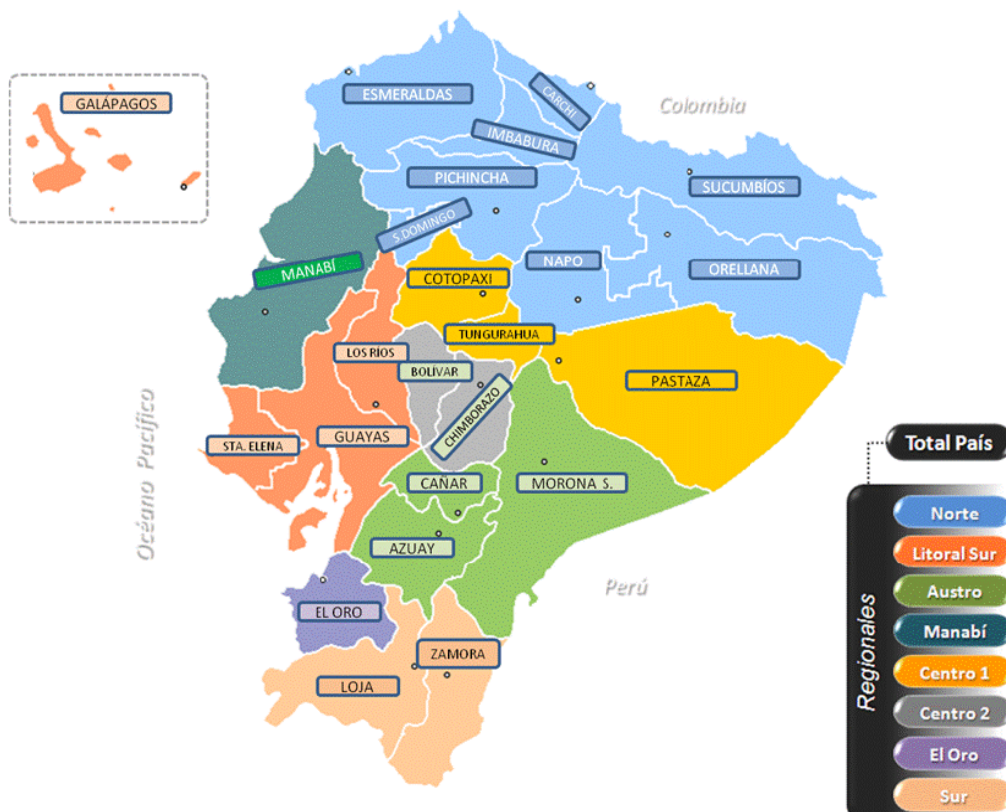 GALÁPAGOS
ESMERALDAS
CARCHI
Colombia
IMBABURA
PICHINCHA
SUCUMBÍOS
S.DOMINGO
NAPO
ORELLANA
MANABÍ
COTOPAXI
TUNGURAHUA
LOS RÍOS
BOLÍVAR
PASTAZA
CHIMBORAZO
STA. ELENA
GUAYAS
CAÑAR
MORONA S.
Océano Pacífico
AZUAY
Perú
EL ORO
ZAMORA
LOJA
Total País
Regionales
Norte
Litoral Sur
Austro
Manabí
Centro 1
Centro 2
El Oro
Sur